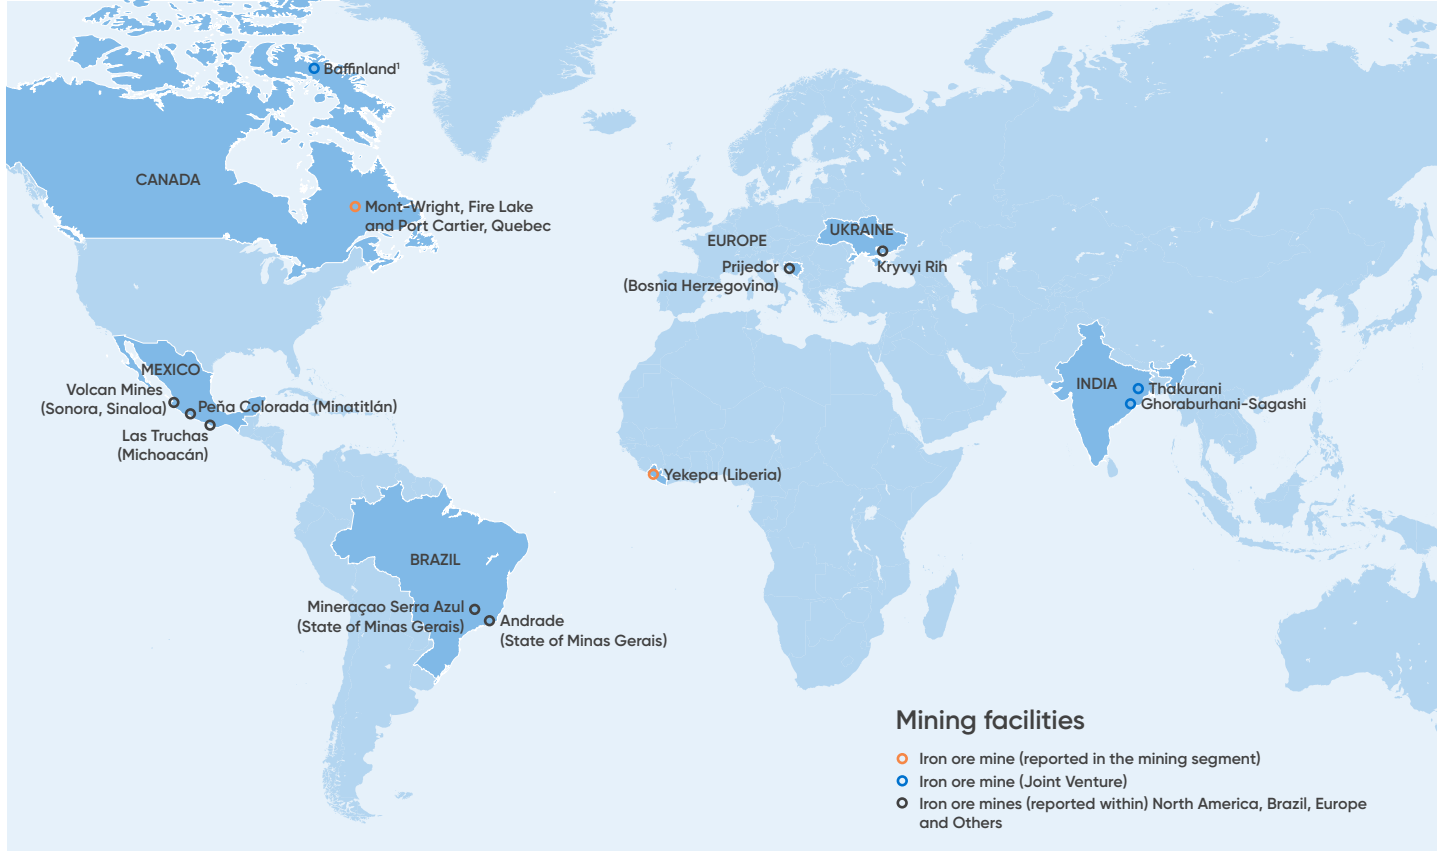 Baffinland¹
CANADA
Mont-Wright, Fire Lake
and Port Cartier, Quebec
UKRAINE
EUROPE
Kryvyi Rih
Prijedor
(Bosnia Herzegovina)
MEXICO
Volcan Mines
(Sonora, Sinaloa)
Peňa Colorada (Minatitlán)
Las Truchas
(Michoacán)
INDIA
Thakurani
Ghoraburhani-Sagashi
Yekepa (Liberia)
BRAZIL
Mineraçao Serra Azul
(State of Minas Gerais)
Andrade
(State of Minas Gerais)
Mining facilities
Iron ore mine (reported in the mining segment)
Iron ore mine (Joint Venture)
Iron ore mines (reported within) North America, Brazil, Europe
and Others